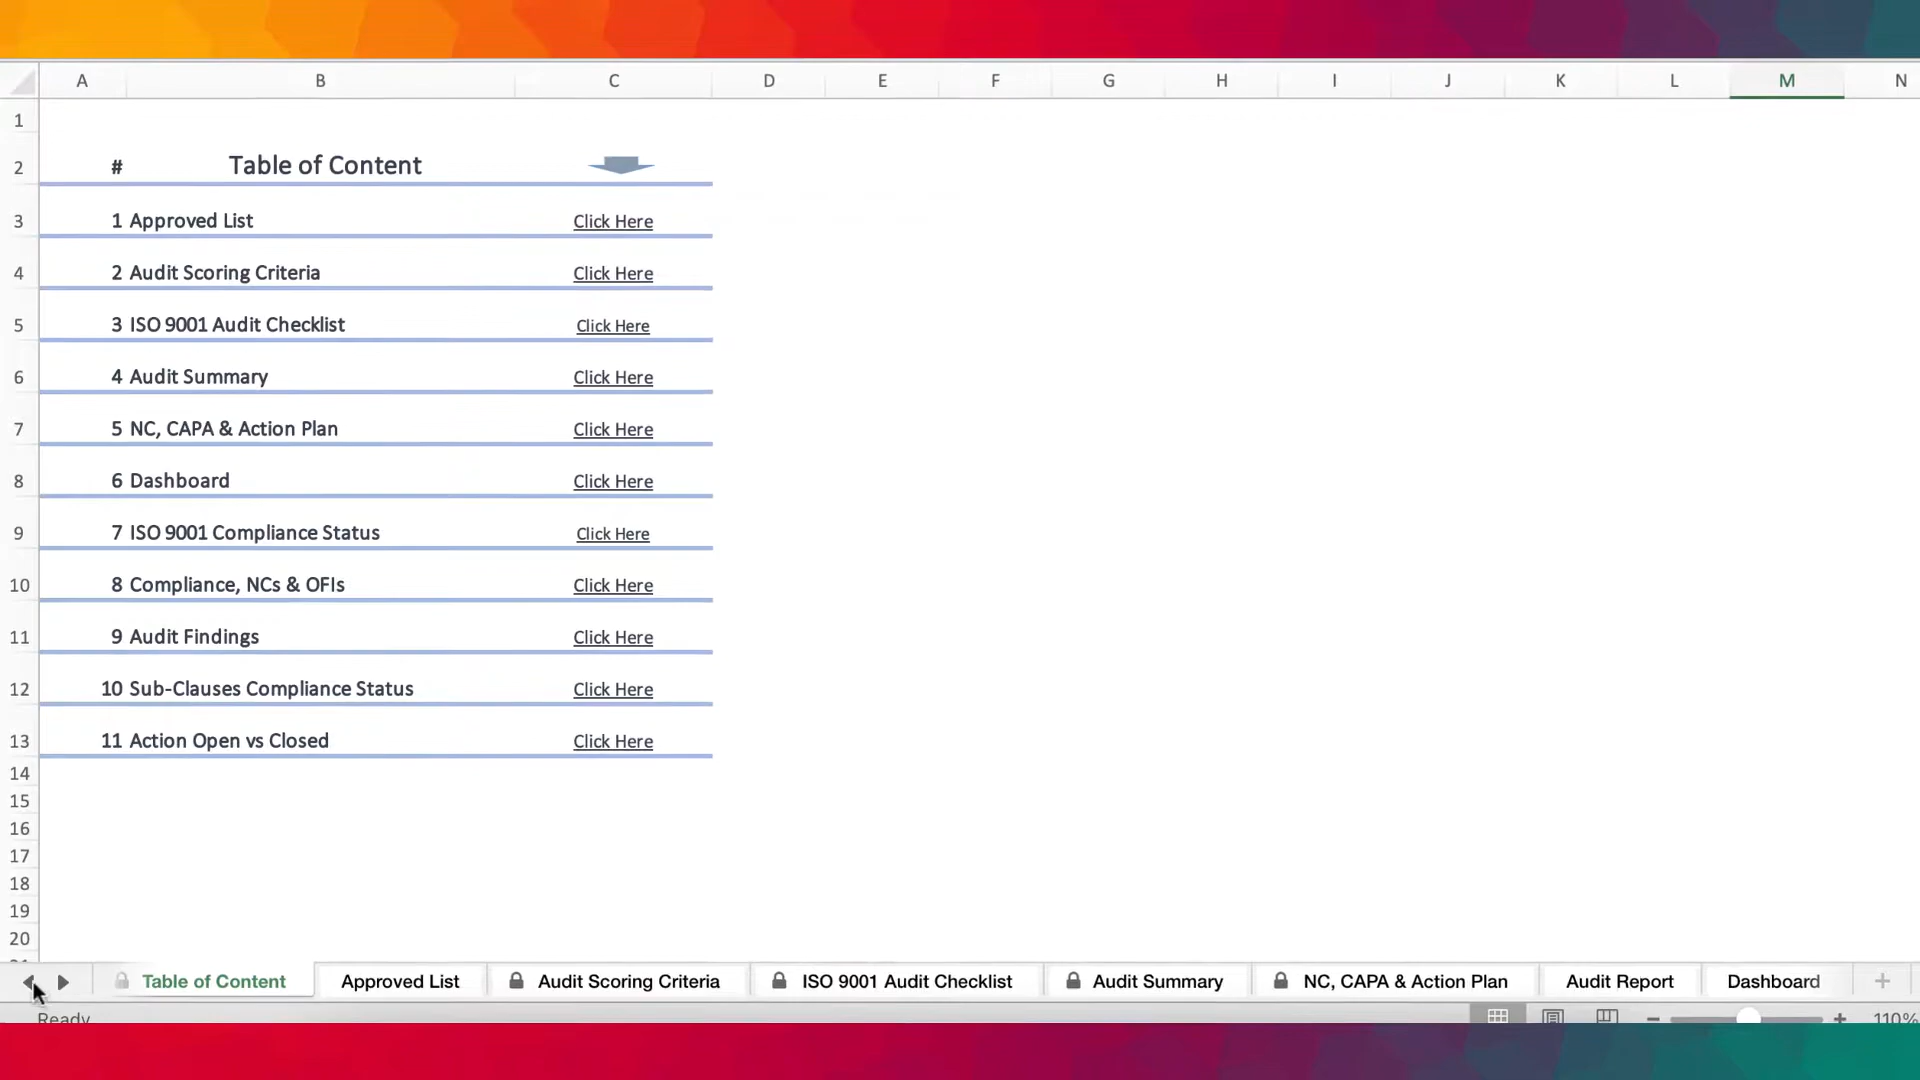 A B C D E F G H I J K L M N
1
2 # Table of Content
3 1 Approved List Click Here
4 2 Audit Scoring Criteria Click Here
5 3 ISO 9001 Audit Checklist Click Here
6 4 Audit Summary Click Here
7 5 NC, CAPA & Action Plan Click Here
8 6 Dashboard Click Here
9 7 ISO 9001 Compliance Status Click Here
10 8 Compliance, NCs & OFIs Click Here
11 9 Audit Findings Click Here
12 10 Sub-Clauses Compliance Status Click Here
13 11 Action Open vs Closed Click Here
14
15
16
17
18
19
20
Table of Content Approved List Audit Scoring Criteria ISO 9001 Audit Checklist Audit Summary NC, CAPA & Action Plan Audit Report Dashboard +
Ready − + 110%